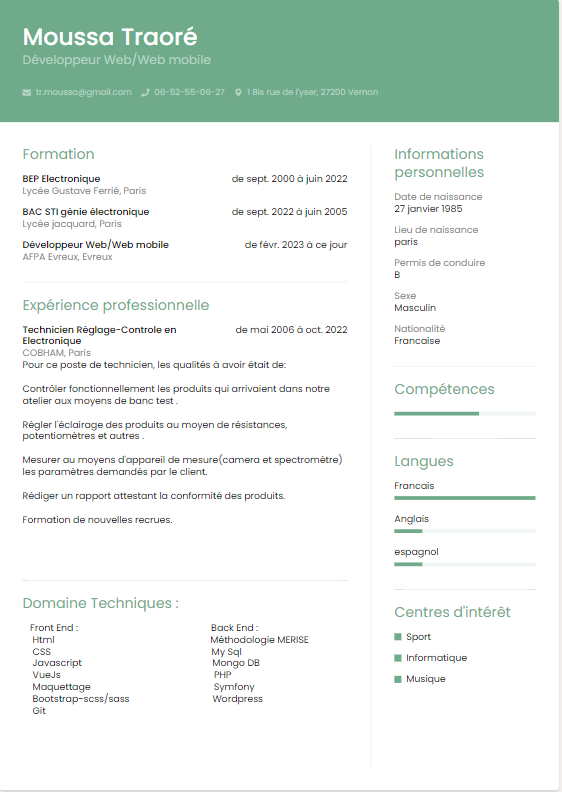 Moussa Traoré
Développeur Web/Web mobile
tr.moussa@gmail.com 06-52-55-06-27 1 Bis rue de l'yser, 27200 Vernon
Formation
BEP Electronique de sept. 2000 à juin 2022
Lycée Gustave Ferrié, Paris
BAC STI génie électronique de sept. 2022 à juin 2005
Lycée jacquard, Paris
Développeur Web/Web mobile de févr. 2023 à ce jour
AFPA Evreux, Evreux
Expérience professionnelle
Technicien Réglage-Controle en de mai 2006 à oct. 2022
Electronique
COBHAM, Paris
Pour ce poste de technicien, les qualités à avoir était de:
Contrôler fonctionnellement les produits qui arrivaient dans notre
atelier aux moyens de banc test .
Régler l'éclairage des produits au moyen de résistances,
potentiomètres et autres .
Mesurer au moyens d'appareil de mesure(camera et spectromètre)
les paramètres demandés par le client.
Rédiger un rapport attestant la conformité des produits.
Formation de nouvelles recrues.
Domaine Techniques :
Front End :
Html
CSS
Javascript
VueJs
Maquettage
Bootstrap-scss/sass
Git
Back End :
Méthodologie MERISE
My Sql
Mongo DB
PHP
Symfony
Wordpress
Informations
personnelles
Date de naissance
27 janvier 1985
Lieu de naissance
paris
Permis de conduire
B
Sexe
Masculin
Nationalité
Francaise
Compétences
Langues
Francais
Anglais
espagnol
Centres d'intérêt
Sport
Informatique
Musique